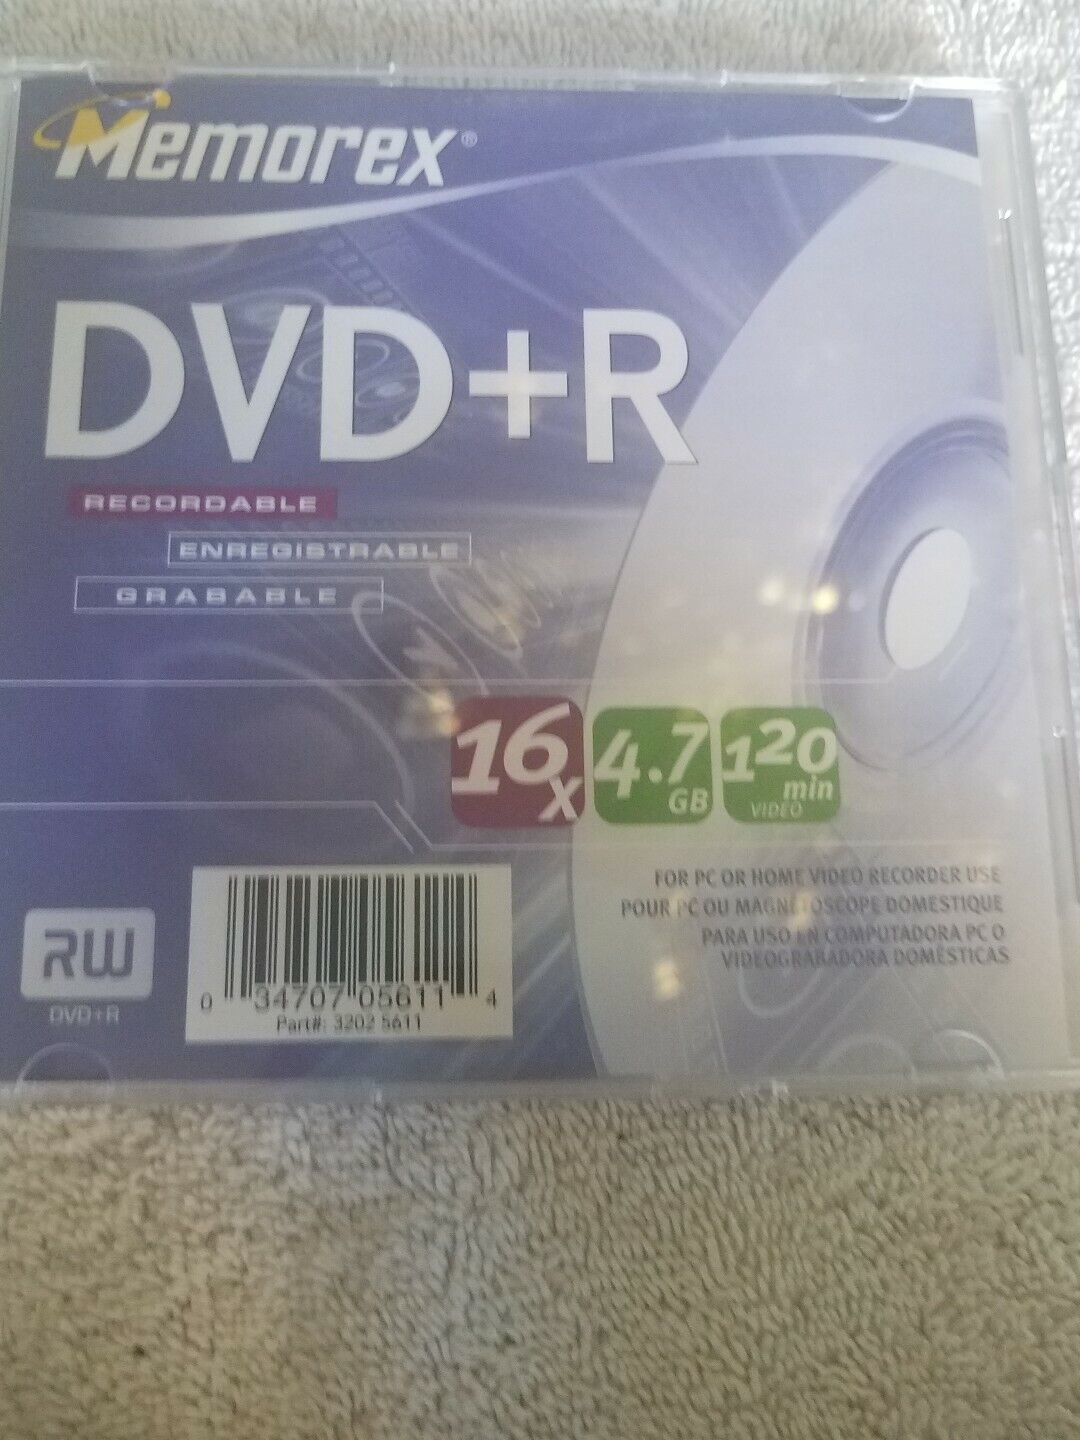 Memorex®
DVD+R
RECORDABLE
ENREGISTRABLE
GRABABLE
16x
4.7 GB
120 min
VIDEO
FOR PC OR HOME VIDEO RECORDER USE
POUR PC OU MAGNÉTOSCOPE DOMESTIQUE
PARA USO EN COMPUTADORA PC O
VIDEOGRABADORA DOMÉSTICAS
RW
DVD+R
0 34707 05611 4
Part#: 3202 5611